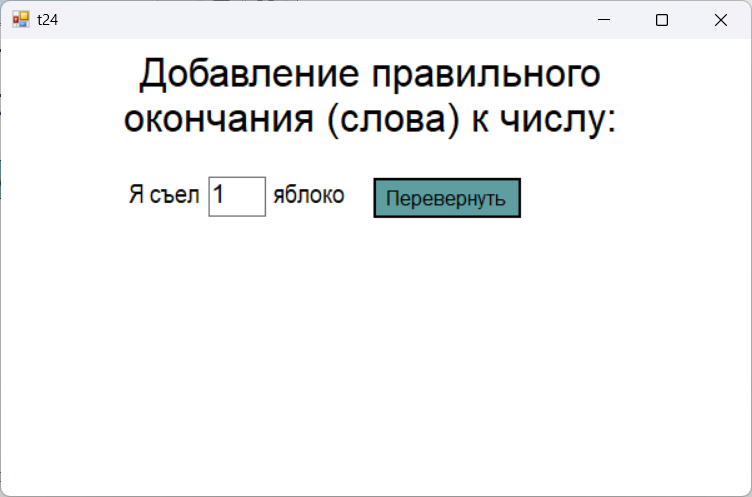 t24
Добавление правильного
окончания (слова) к числу:
Я съел 1 яблоко Перевернуть